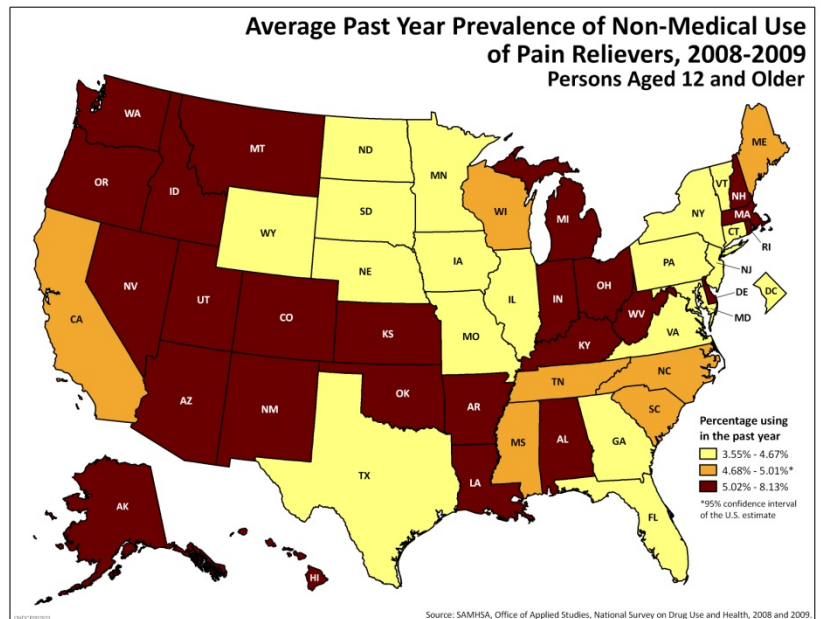 Average Past Year Prevalence of Non-Medical Use
of Pain Relievers, 2008-2009
Persons Aged 12 and Older
WA
MT
ND
MN
ME
OR
ID
SD
WI
MI
VT
NH
NY
MA
CT
RI
WY
IA
PA
NJ
NE
NV
UT
CO
IL
IN
OH
DE
DC
MD
WV
VA
CA
KS
MO
KY
TN
NC
AZ
NM
OK
AR
SC
MS
AL
GA
TX
LA
FL
AK
HI
Percentage using
in the past year
3.55% - 4.67%
4.68% - 5.01%*
5.02% - 8.13%
*95% confidence interval
of the U.S. estimate
Source: SAMHSA, Office of Applied Studies, National Survey on Drug Use and Health, 2008 and 2009.